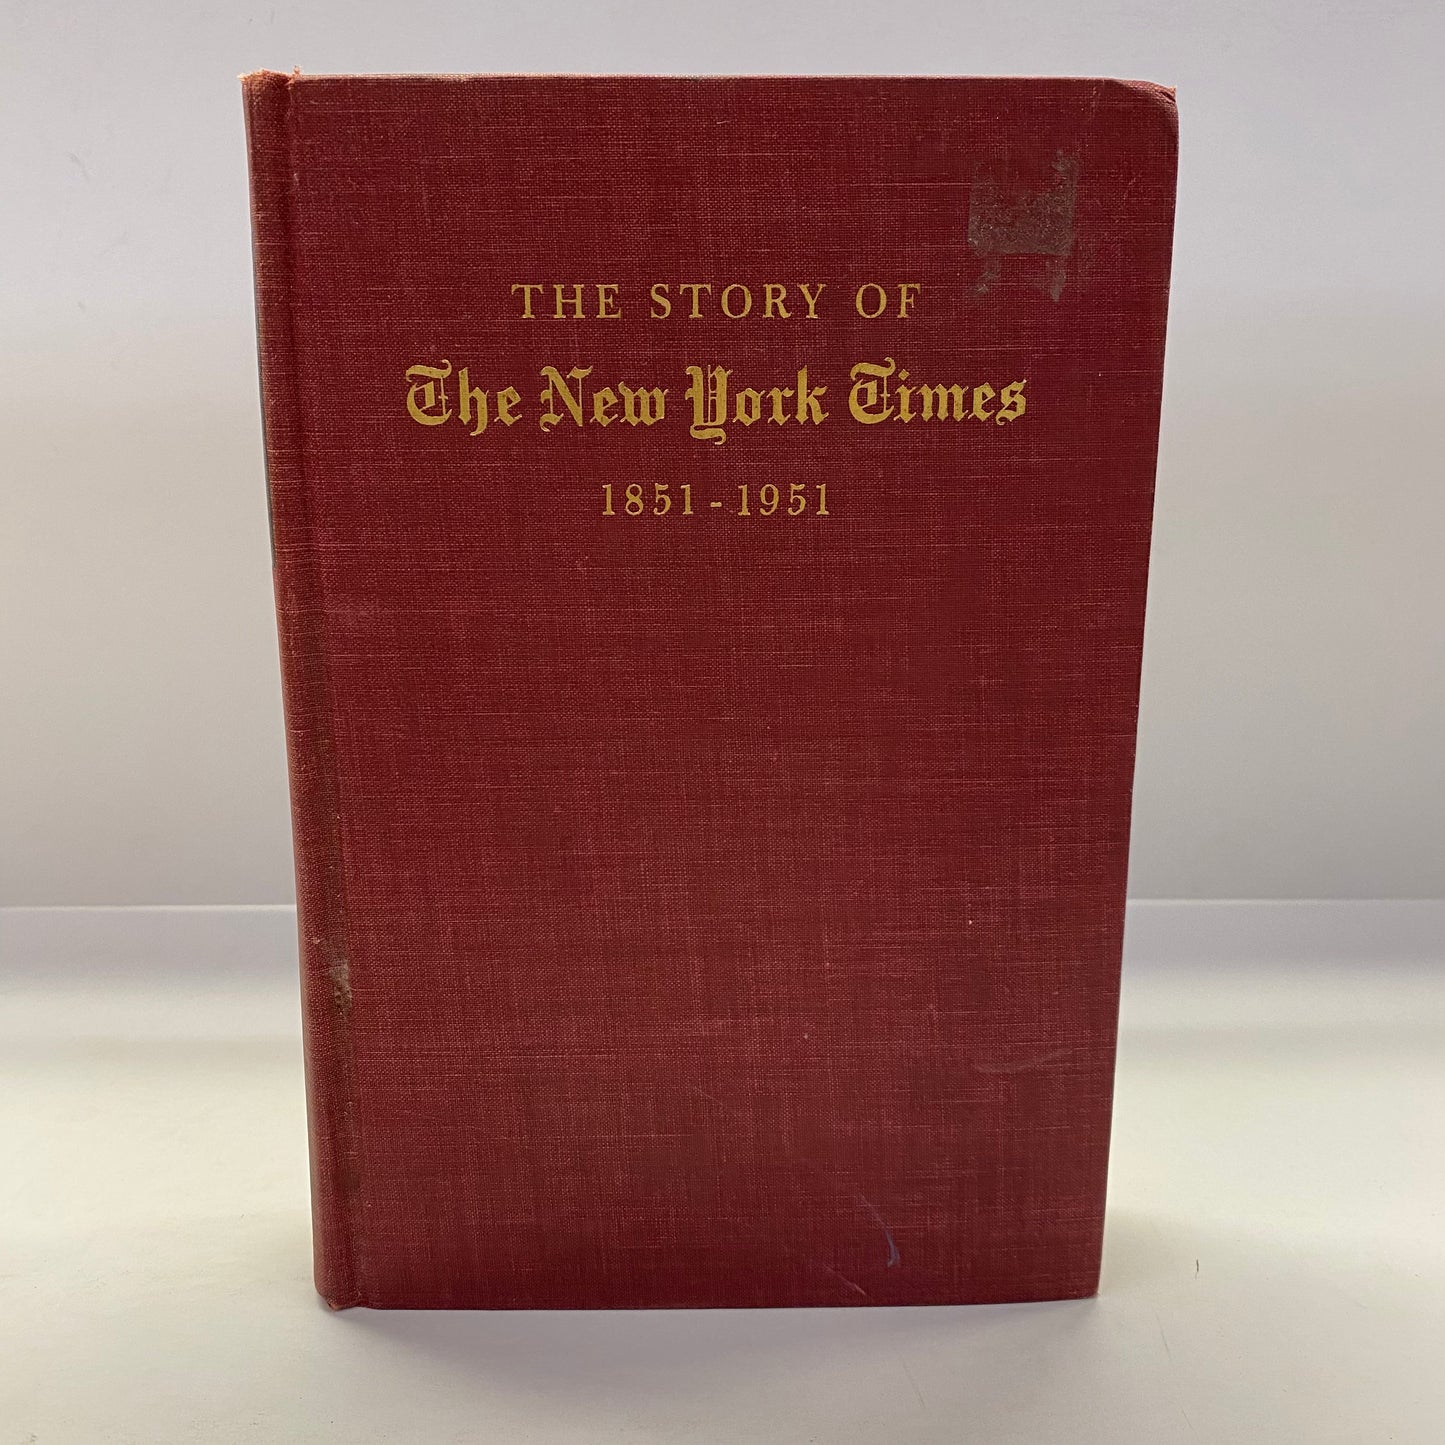 THE STORY OF
The New York Times
1851-1951